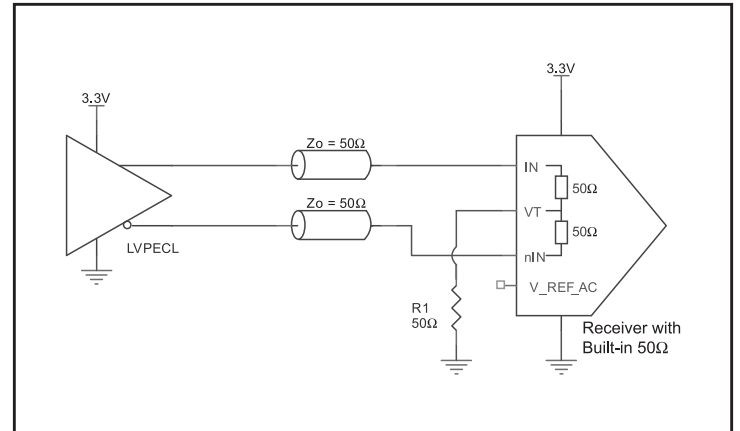 3.3V
3.3V
Zo = 50Ω
IN
50Ω
Zo = 50Ω
VT
50Ω
LVPECL
nIN
V_REF_AC
R1
50Ω
Receiver with
Built-in 50Ω